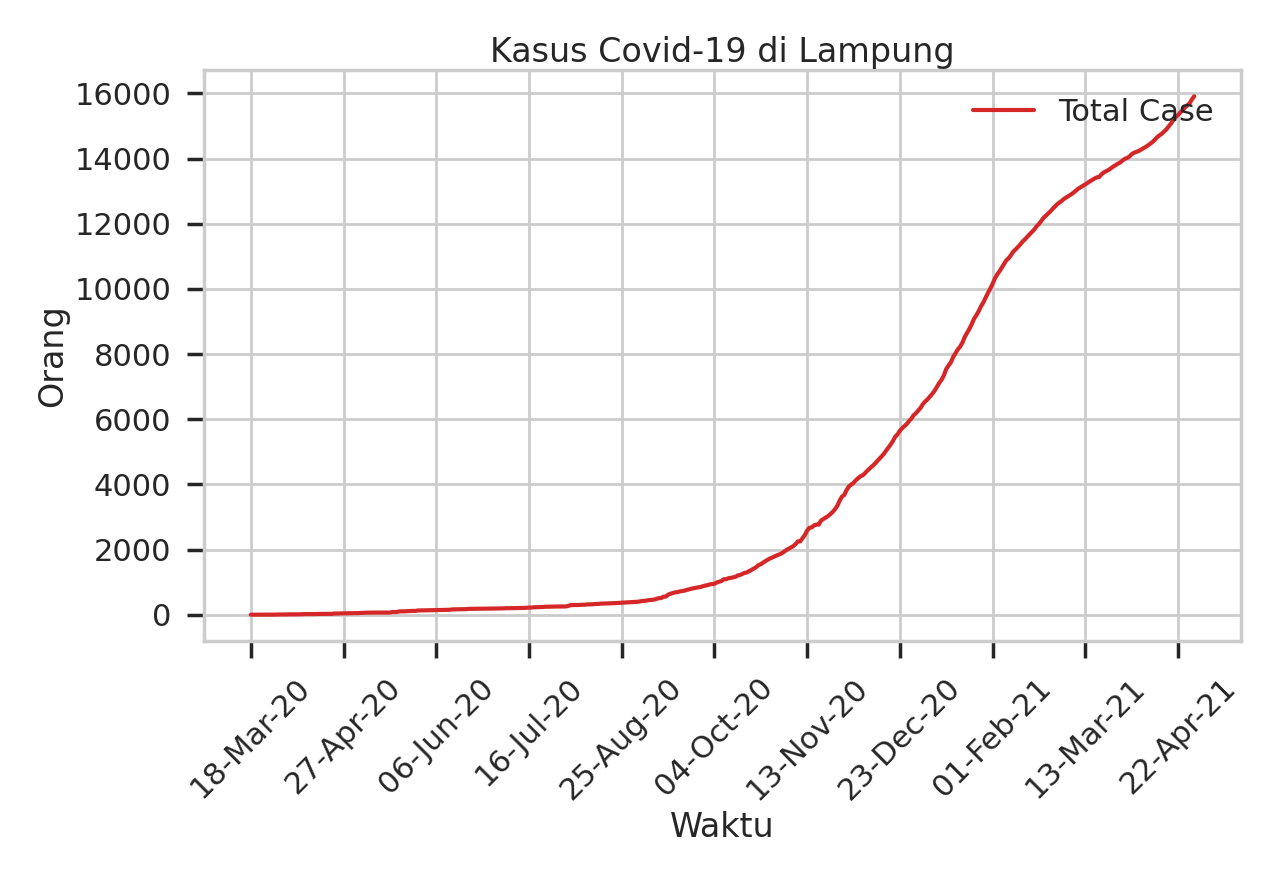 Kasus Covid-19 di Lampung
Total Case
16000
14000
12000
10000
8000
6000
4000
2000
0
Orang
18-Mar-20
27-Apr-20
06-Jun-20
16-Jul-20
25-Aug-20
04-Oct-20
13-Nov-20
23-Dec-20
01-Feb-21
13-Mar-21
22-Apr-21
Waktu